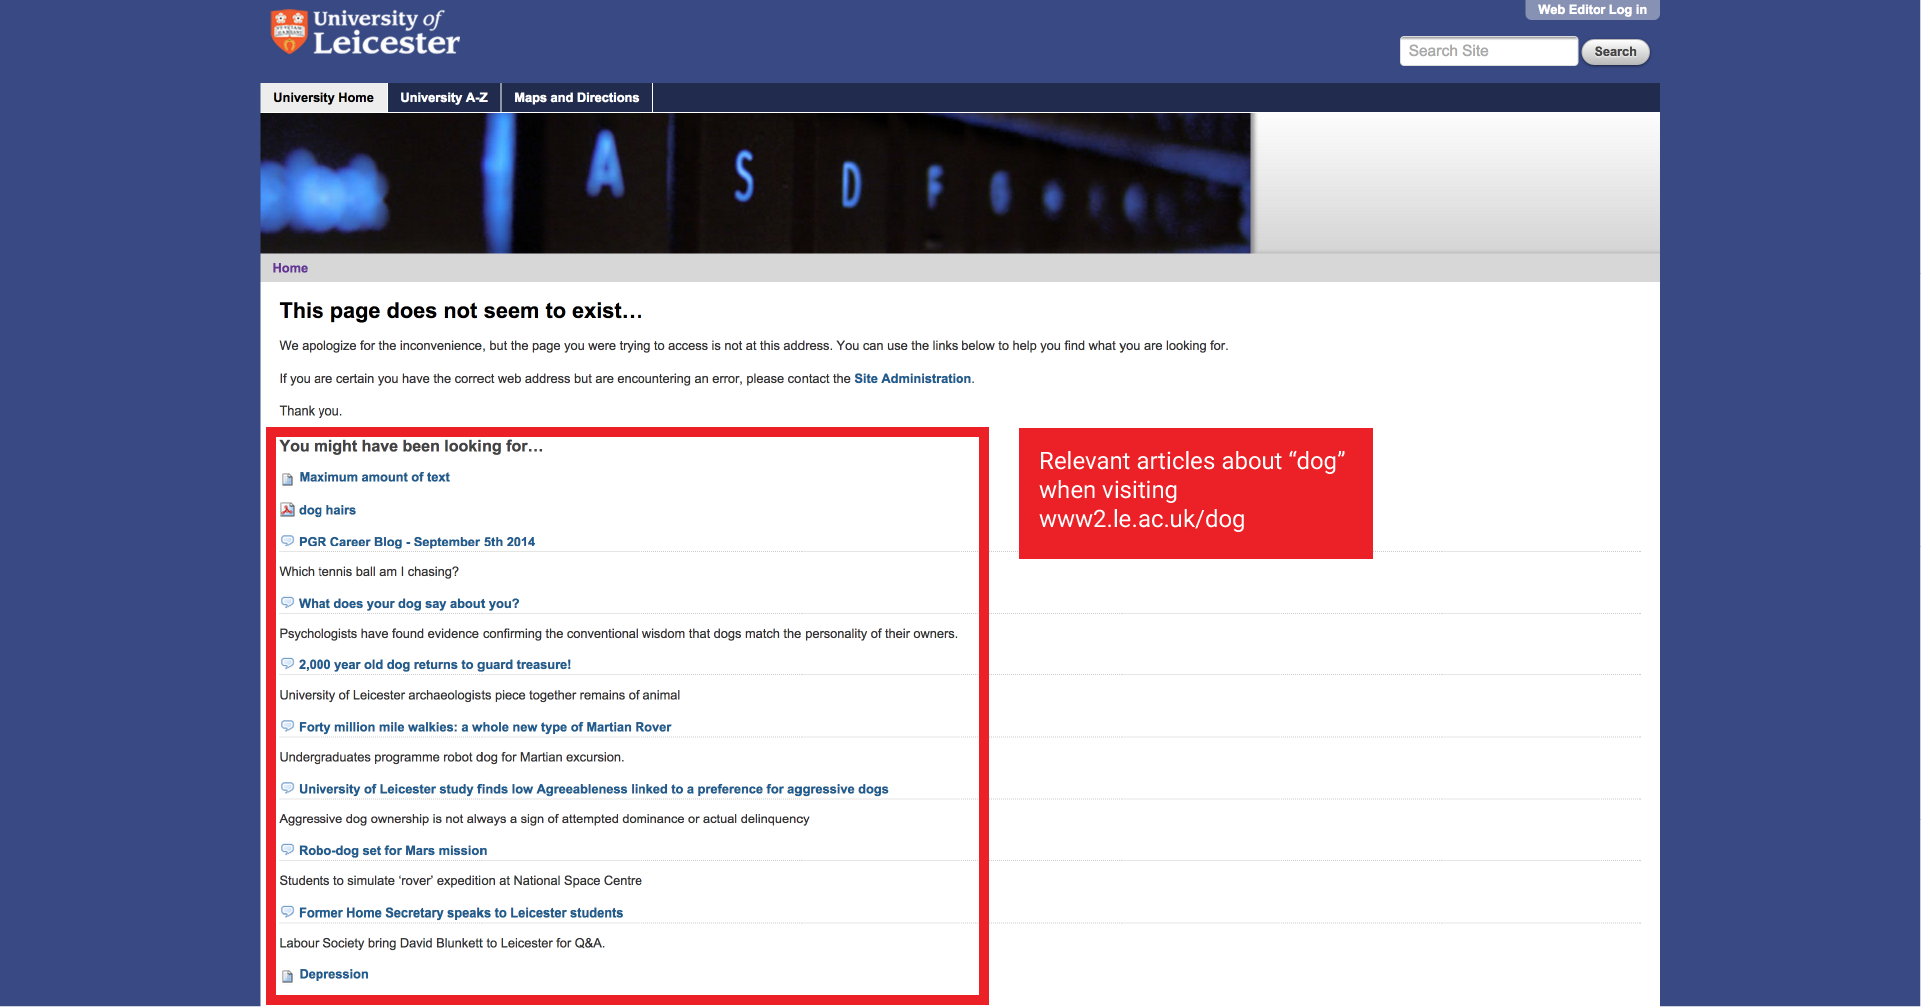 University of
Leicester
Web Editor Log in
Search Site
Search
University Home
University A-Z
Maps and Directions
A S D F G
Home
This page does not seem to exist…
We apologize for the inconvenience, but the page you were trying to access is not at this address. You can use the links below to help you find what you are looking for.
If you are certain you have the correct web address but are encountering an error, please contact the Site Administration.
Thank you.
You might have been looking for…
Maximum amount of text
dog hairs
PGR Career Blog - September 5th 2014
Which tennis ball am I chasing?
What does your dog say about you?
Psychologists have found evidence confirming the conventional wisdom that dogs match the personality of their owners.
2,000 year old dog returns to guard treasure!
University of Leicester archaeologists piece together remains of animal
Forty million mile walkies: a whole new type of Martian Rover
Undergraduates programme robot dog for Martian excursion.
University of Leicester study finds low Agreeableness linked to a preference for aggressive dogs
Aggressive dog ownership is not always a sign of attempted dominance or actual delinquency
Robo-dog set for Mars mission
Students to simulate ‘rover’ expedition at National Space Centre
Former Home Secretary speaks to Leicester students
Labour Society bring David Blunkett to Leicester for Q&A.
Depression
Relevant articles about “dog”
when visiting
www2.le.ac.uk/dog